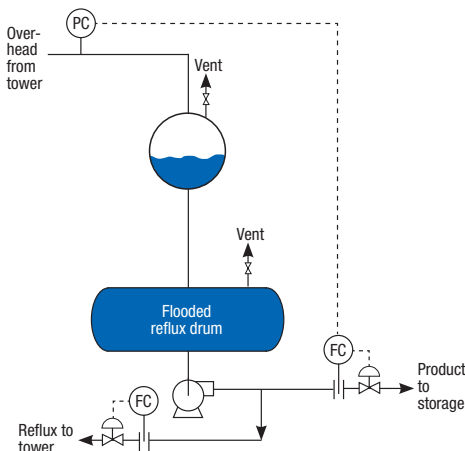 PC
Over-
head
from
tower
Vent
Vent
Flooded
reflux drum
FC
Product
to
storage
FC
Reflux to
tower